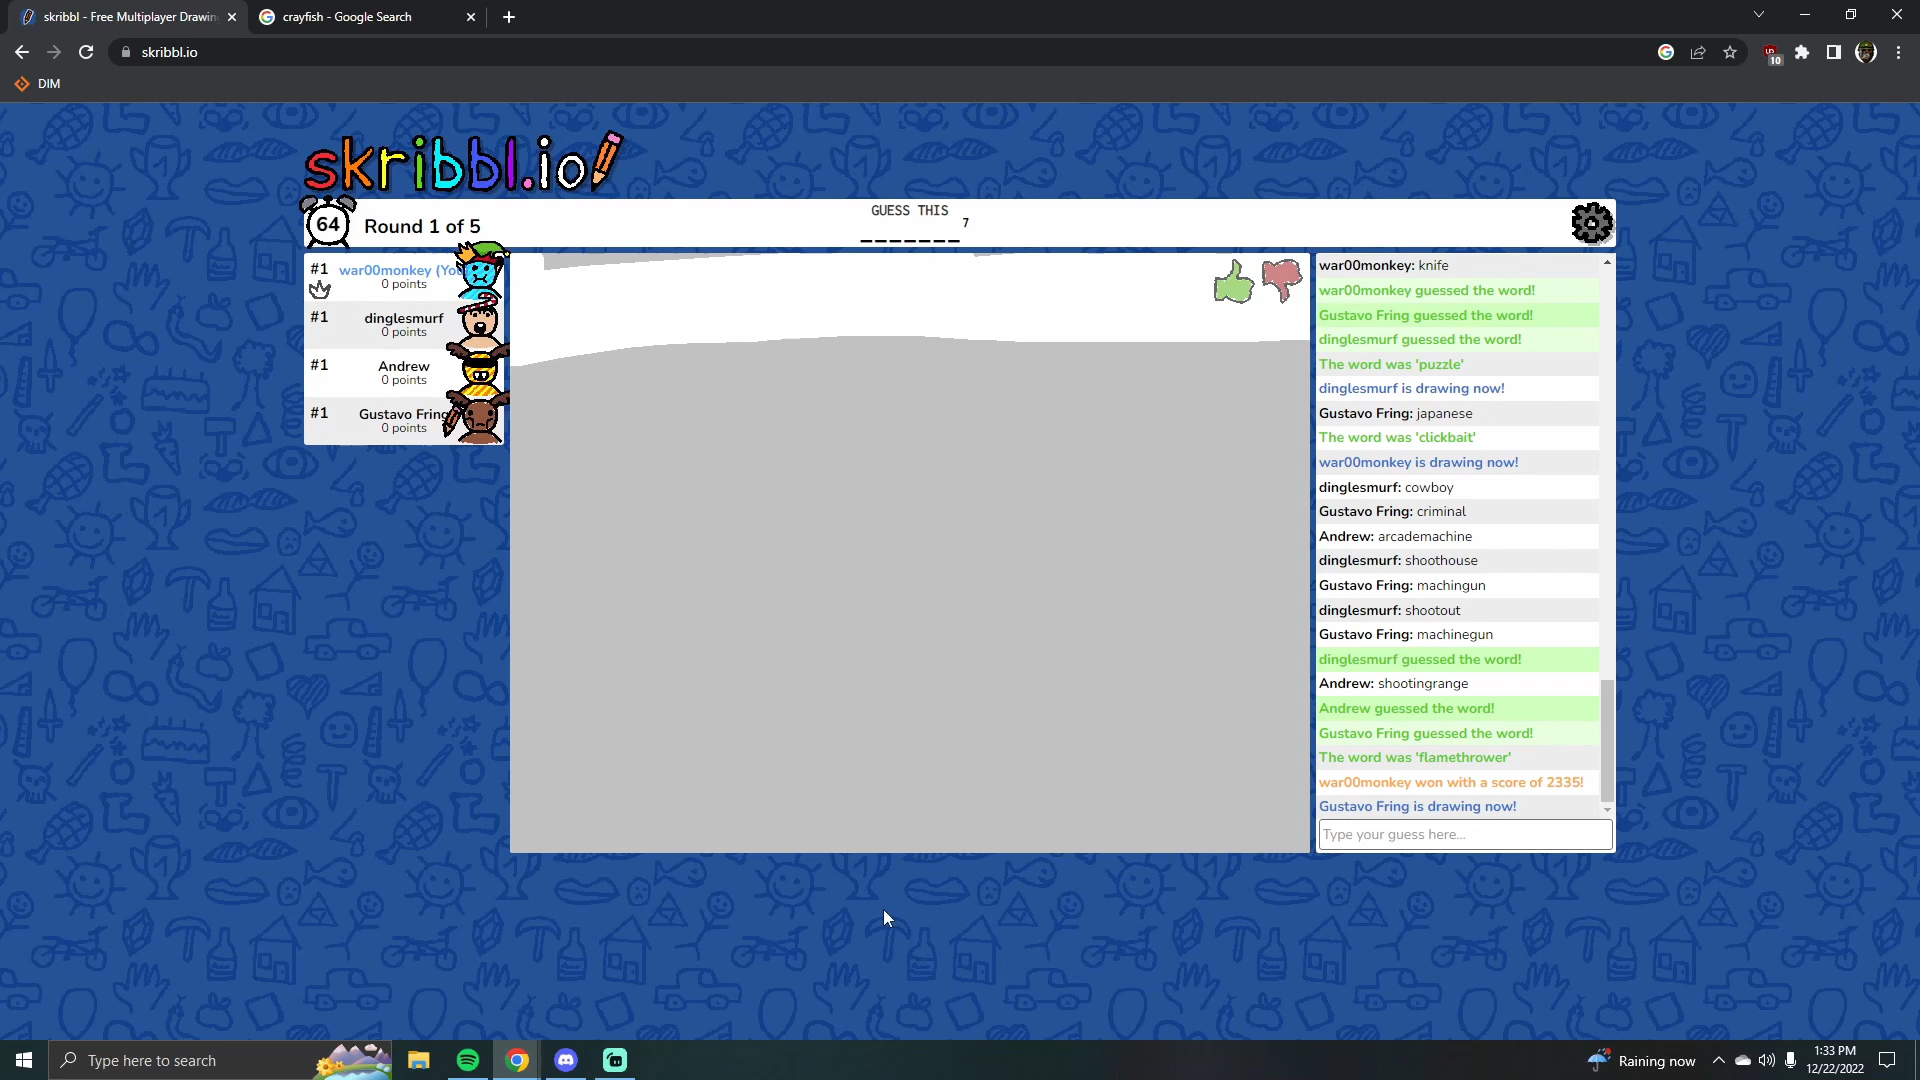 skribbl - Free Multiplayer Drawin
crayfish - Google Search
skribbl.io
10
DIM
skribbl.io
64
Round 1 of 5
GUESS THIS
_______ 7
#1 war00monkey (You
0 points
#1 dinglesmurf
0 points
#1 Andrew
0 points
#1 Gustavo Fring
0 points
war00monkey: knife
war00monkey guessed the word!
Gustavo Fring guessed the word!
dinglesmurf guessed the word!
The word was 'puzzle'
dinglesmurf is drawing now!
Gustavo Fring: japanese
The word was 'clickbait'
war00monkey is drawing now!
dinglesmurf: cowboy
Gustavo Fring: criminal
Andrew: arcademachine
dinglesmurf: shoothouse
Gustavo Fring: machingun
dinglesmurf: shootout
Gustavo Fring: machinegun
dinglesmurf guessed the word!
Andrew: shootingrange
Andrew guessed the word!
Gustavo Fring guessed the word!
The word was 'flamethrower'
war00monkey won with a score of 2335!
Gustavo Fring is drawing now!
Type your guess here...
Type here to search
Raining now
1:33 PM
12/22/2022